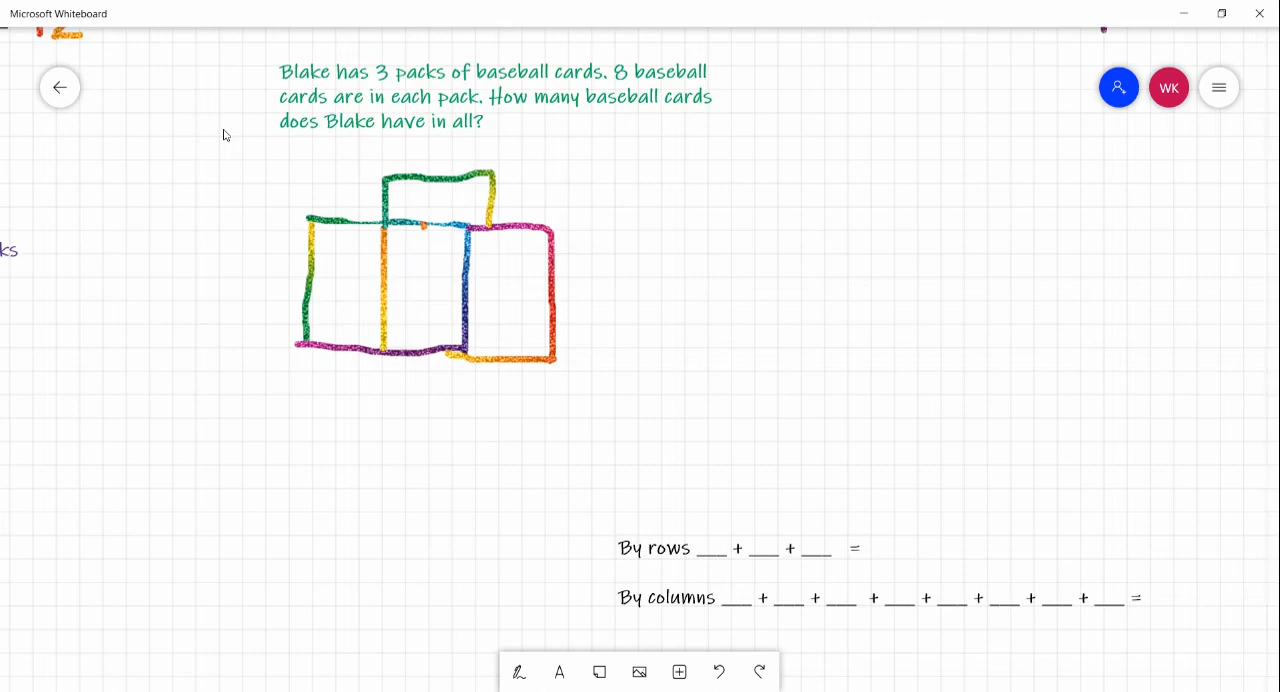 Microsoft Whiteboard
12
Blake has 3 packs of baseball cards. 8 baseball
cards are in each pack. How many baseball cards
does Blake have in all?
WK
ks
By rows ___ + ___ + ___ =
By columns ___ + ___ + ___ + ___ + ___ + ___ + ___ + ___ =
A